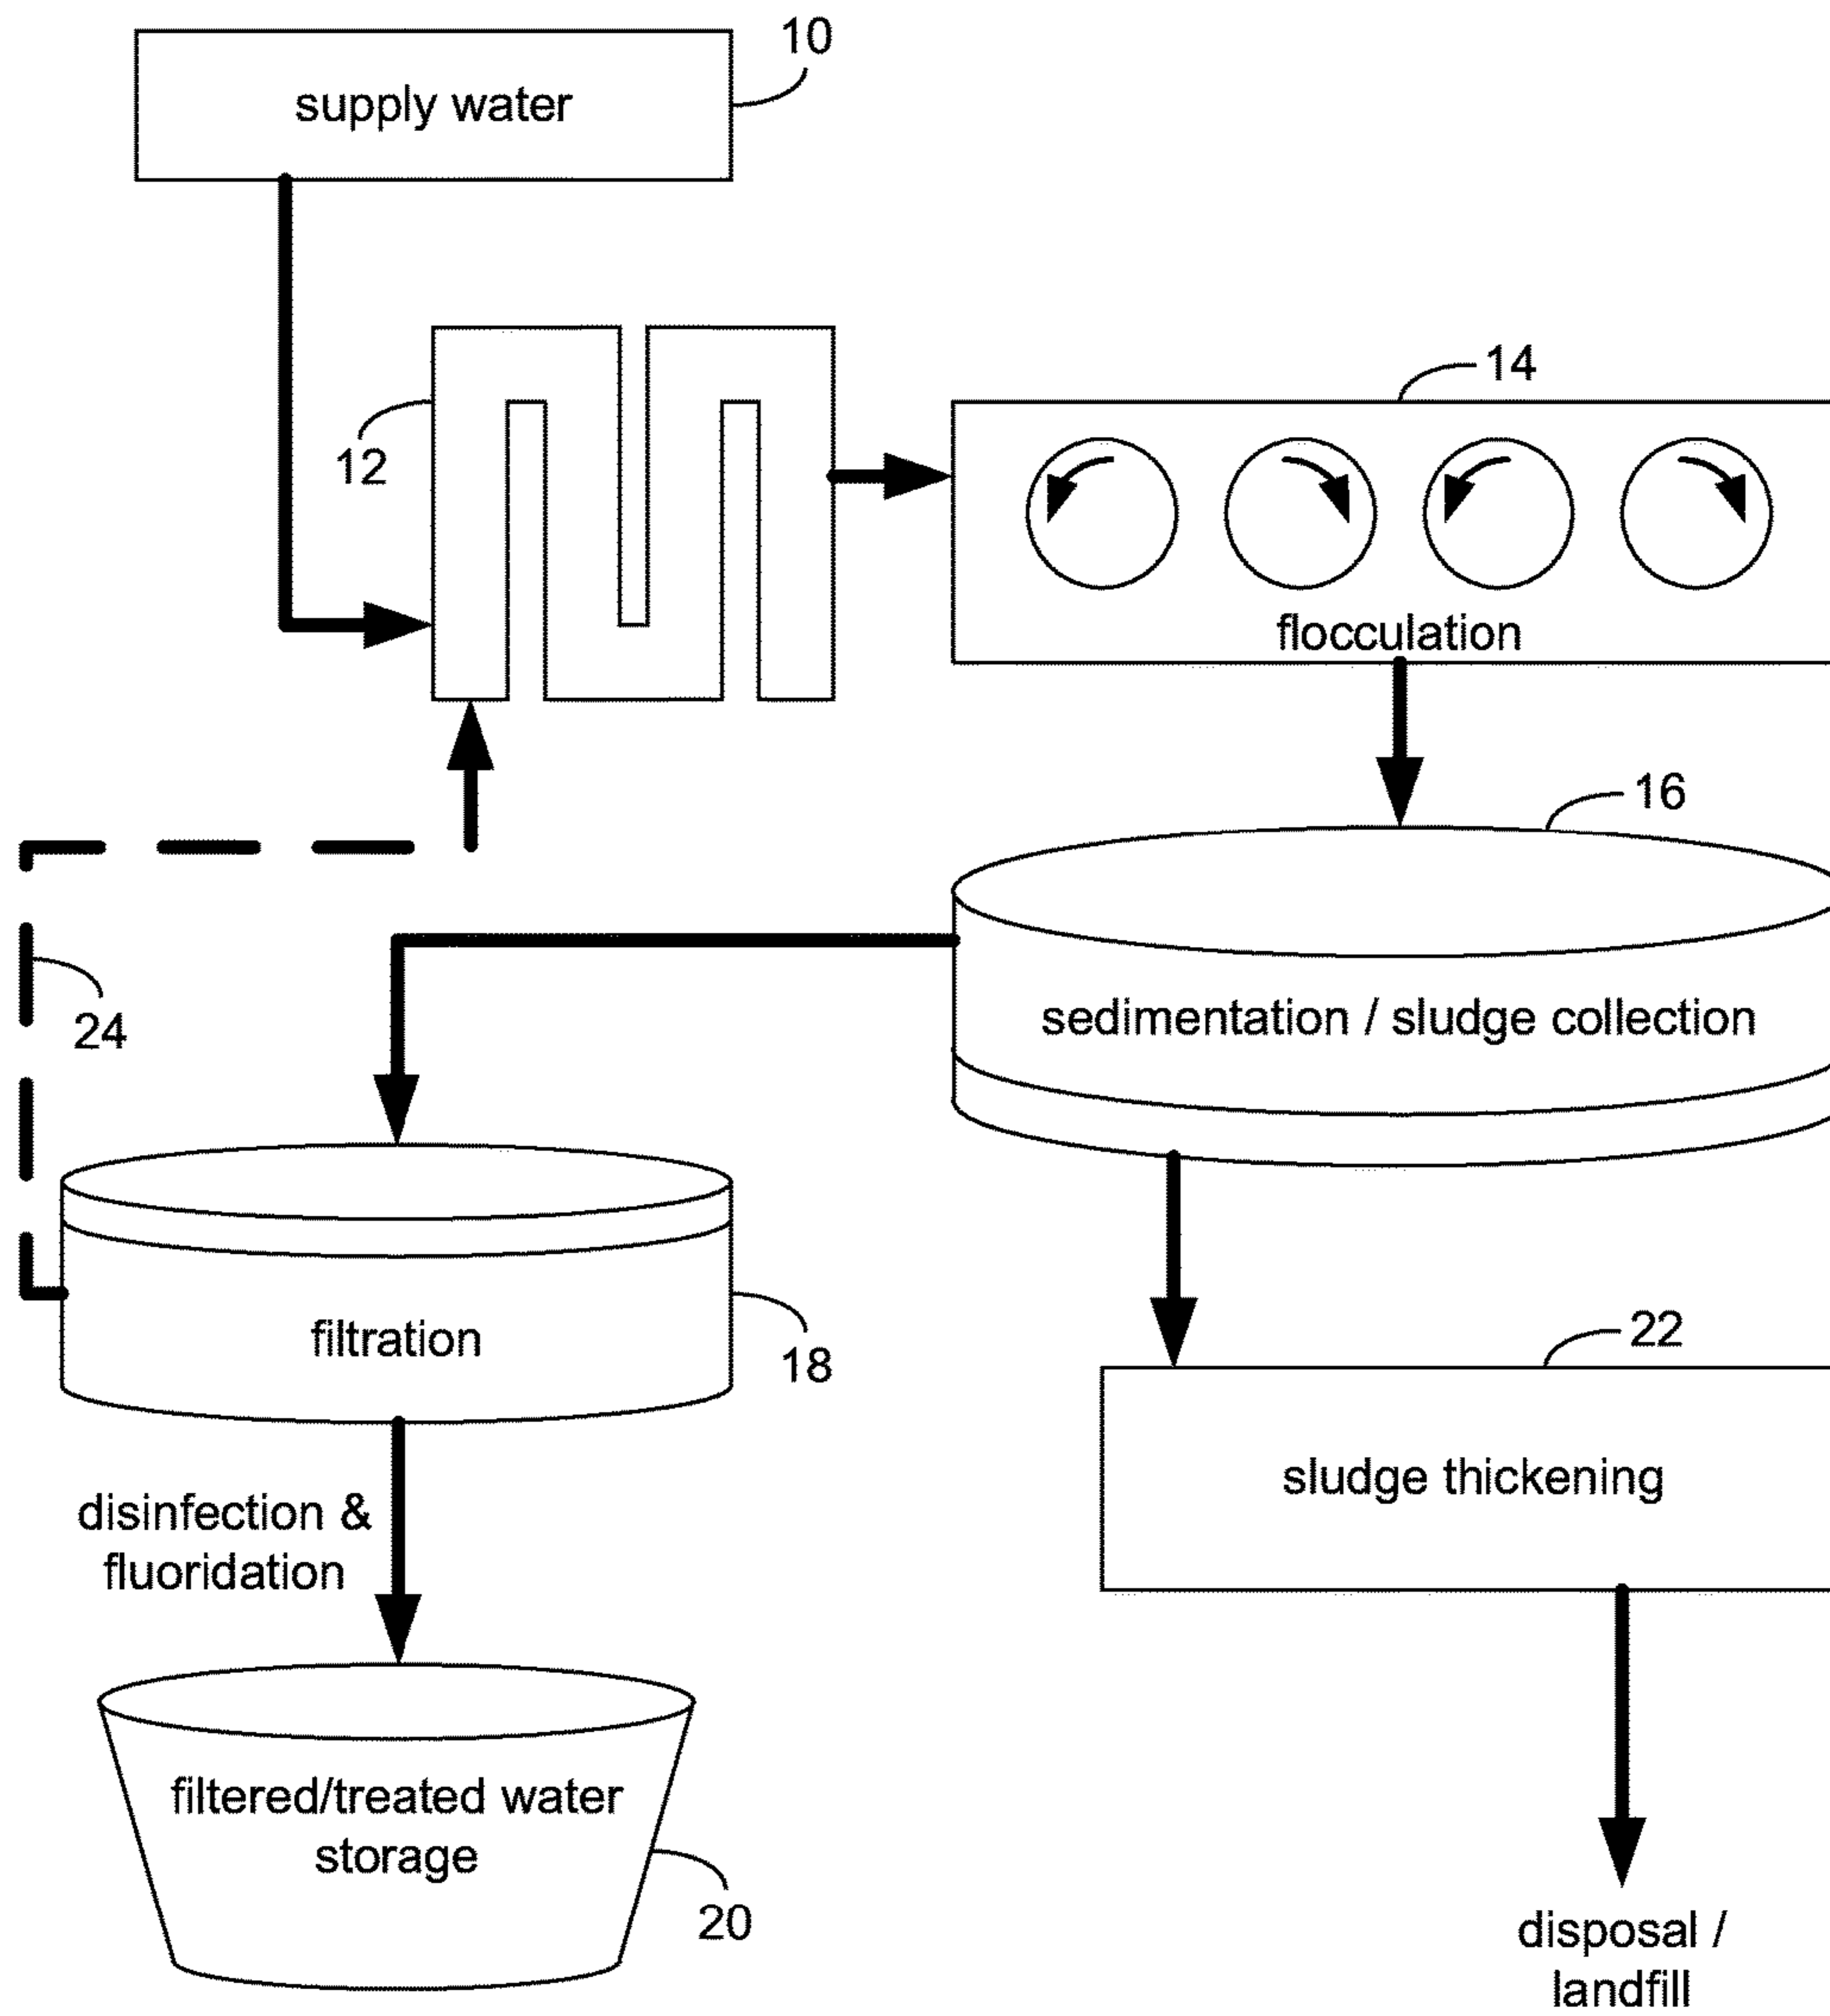 10
supply water
14
12
flocculation
16
24
sedimentation / sludge collection
filtration
18
22
sludge thickening
disinfection &
fluoridation
filtered/treated water
storage
20
disposal /
landfill